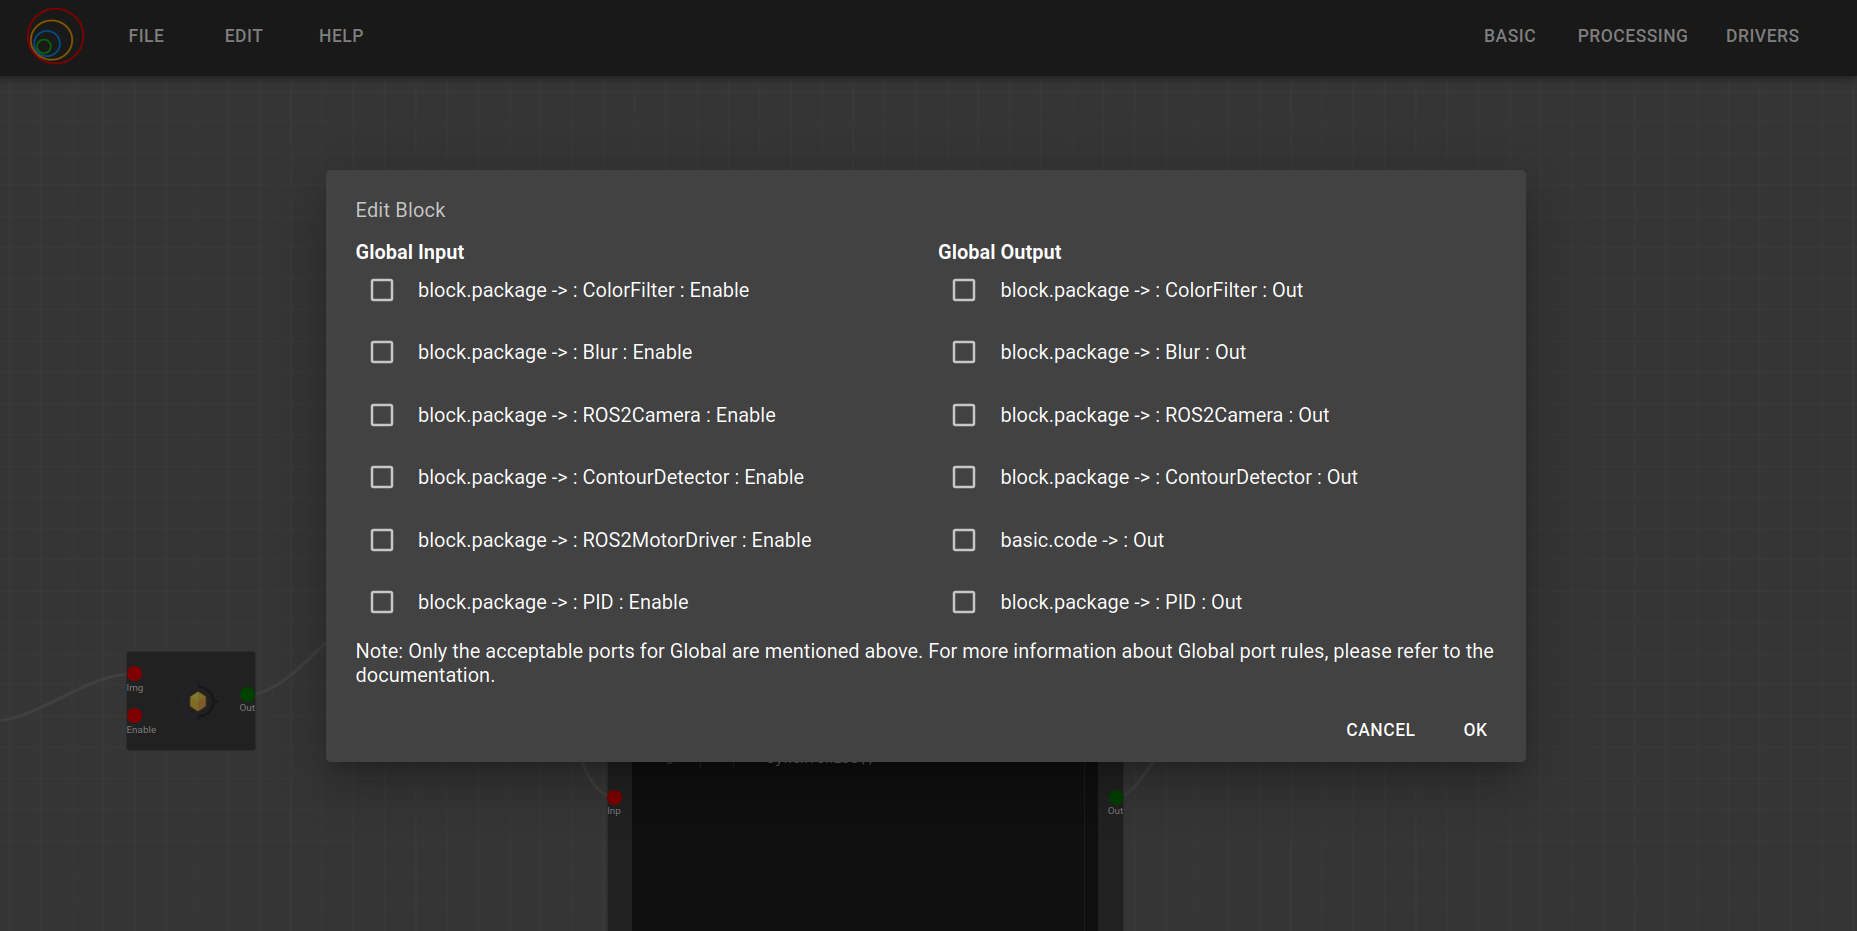 FILE
EDIT
HELP
BASIC
PROCESSING
DRIVERS
Edit Block
Global Input
block.package -> : ColorFilter : Enable
block.package -> : Blur : Enable
block.package -> : ROS2Camera : Enable
block.package -> : ContourDetector : Enable
block.package -> : ROS2MotorDriver : Enable
block.package -> : PID : Enable
Global Output
block.package -> : ColorFilter : Out
block.package -> : Blur : Out
block.package -> : ROS2Camera : Out
block.package -> : ContourDetector : Out
basic.code -> : Out
block.package -> : PID : Out
Note: Only the acceptable ports for Global are mentioned above. For more information about Global port rules, please refer to the
documentation.
CANCEL
OK
Img
Enable
Out
Inp
Out